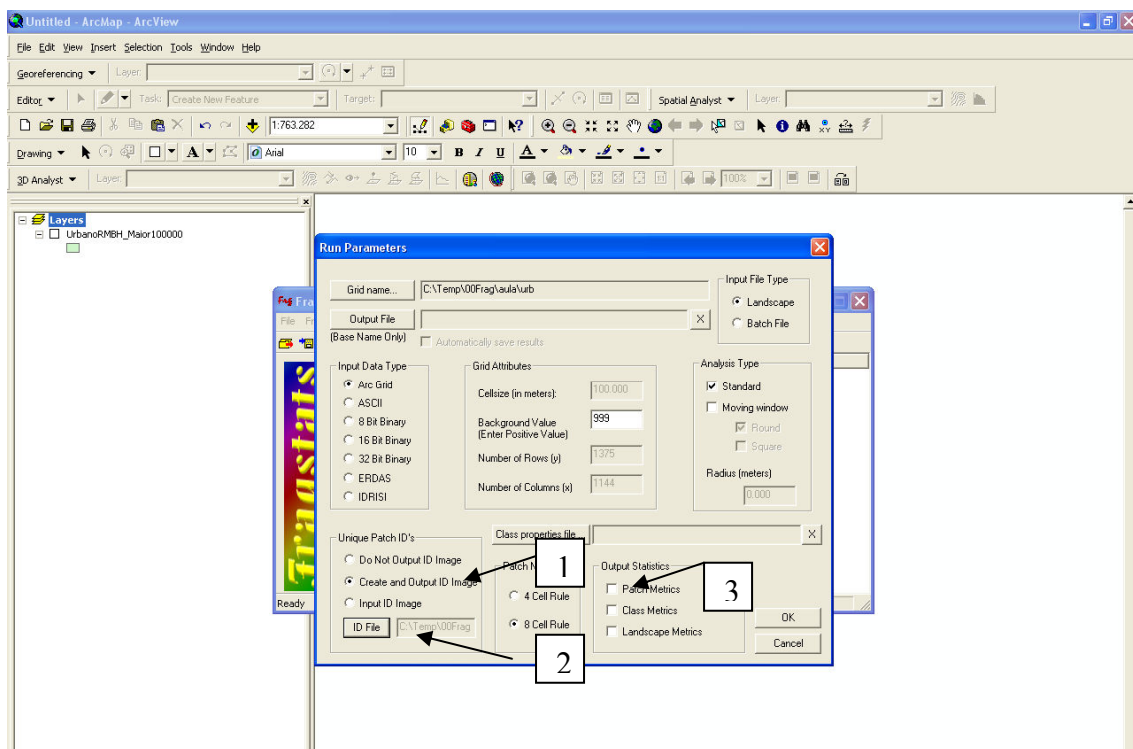 Untitled - ArcMap - ArcView
File Edit View Insert Selection Tools Window Help
Georeferencing Layer:
Editor Task: Create New Feature Target: Spatial Analyst Layer:
1:763.282
Drawing A Arial 10 B I U A
3D Analyst Layer: 100%
Layers
UrbanoRMBH_Maior100000
Run Parameters
Grid name... C:\Temp\00Frag\aula\urb
Output File X
(Base Name Only) Automatically save results
Input File Type
Landscape
Batch File
Input Data Type
Arc Grid
ASCII
8 Bit Binary
16 Bit Binary
32 Bit Binary
ERDAS
IDRISI
Grid Attributes
Cellsize (in meters): 100.000
Background Value 999
(Enter Positive Value)
Number of Rows (y) 1375
Number of Columns (x) 1144
Analysis Type
Standard
Moving window
Round
Square
Radius (meters)
0.000
Class properties file... X
Unique Patch ID's
Do Not Output ID Image
Create and Output ID Image
Input ID Image
ID File C:\Temp\00Frag
Patch N
4 Cell Rule
8 Cell Rule
Output Statistics
Patch Metrics
Class Metrics
Landscape Metrics
OK
Cancel
1
2
3
Frag Fra
File Fr
Fragstats
Ready